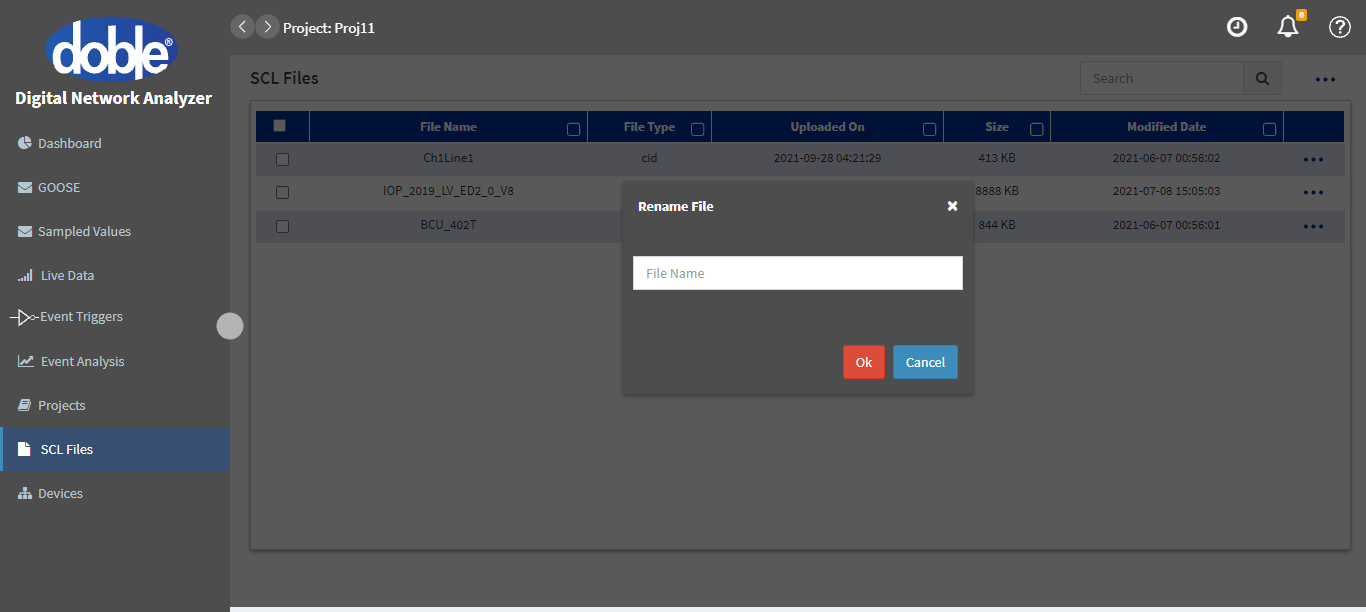 doble®
Digital Network Analyzer
Dashboard
GOOSE
Sampled Values
Live Data
Event Triggers
Event Analysis
Projects
SCL Files
Devices
Project: Proj11
0
SCL Files
Search
File Name File Type Uploaded On Size Modified Date
Ch1Line1 cid 2021-09-28 04:21:29 413 KB 2021-06-07 00:56:02
IOP_2019_LV_ED2_0_V8 8888 KB 2021-07-08 15:05:03
BCU_402T 844 KB 2021-06-07 00:56:01
Rename File
File Name
Ok Cancel